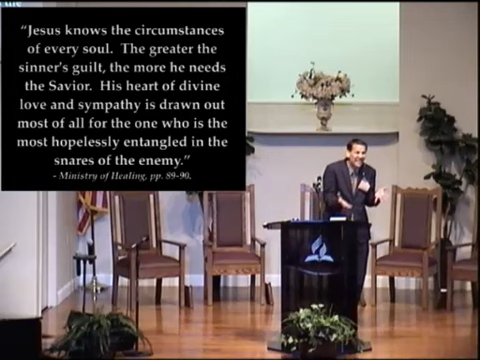 “Jesus knows the circumstances
of every soul.  The greater the
sinner's guilt, the more he needs
the Savior.  His heart of divine
love and sympathy is drawn out
most of all for the one who is the
most hopelessly entangled in the
snares of the enemy.”
- Ministry of Healing, pp. 89-90.